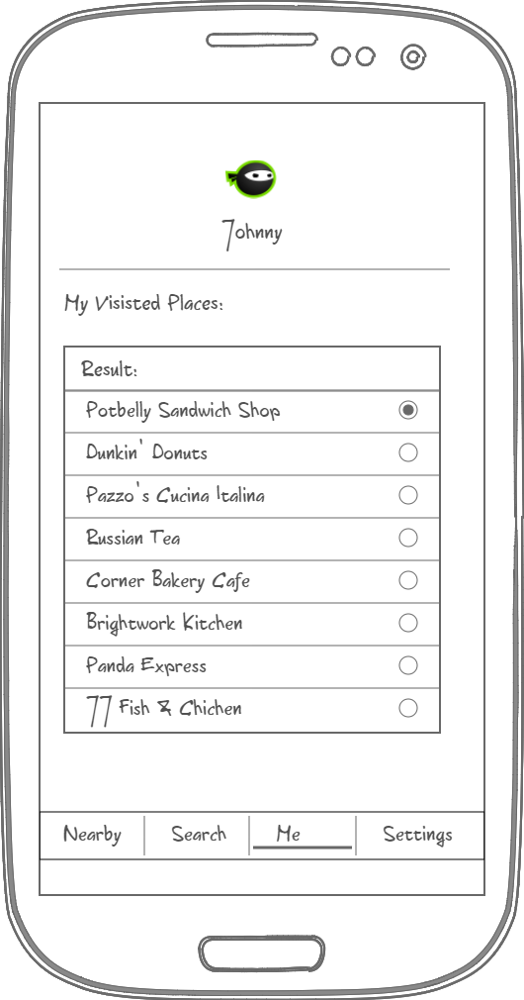 Johnny
My Visisted Places:
Result:
Potbelly Sandwich Shop
Dunkin' Donuts
Pazzo's Cucina Italina
Russian Tea
Corner Bakery Cafe
Brightwork Kitchen
Panda Express
JJ Fish & Chichen
Nearby Search Me Settings